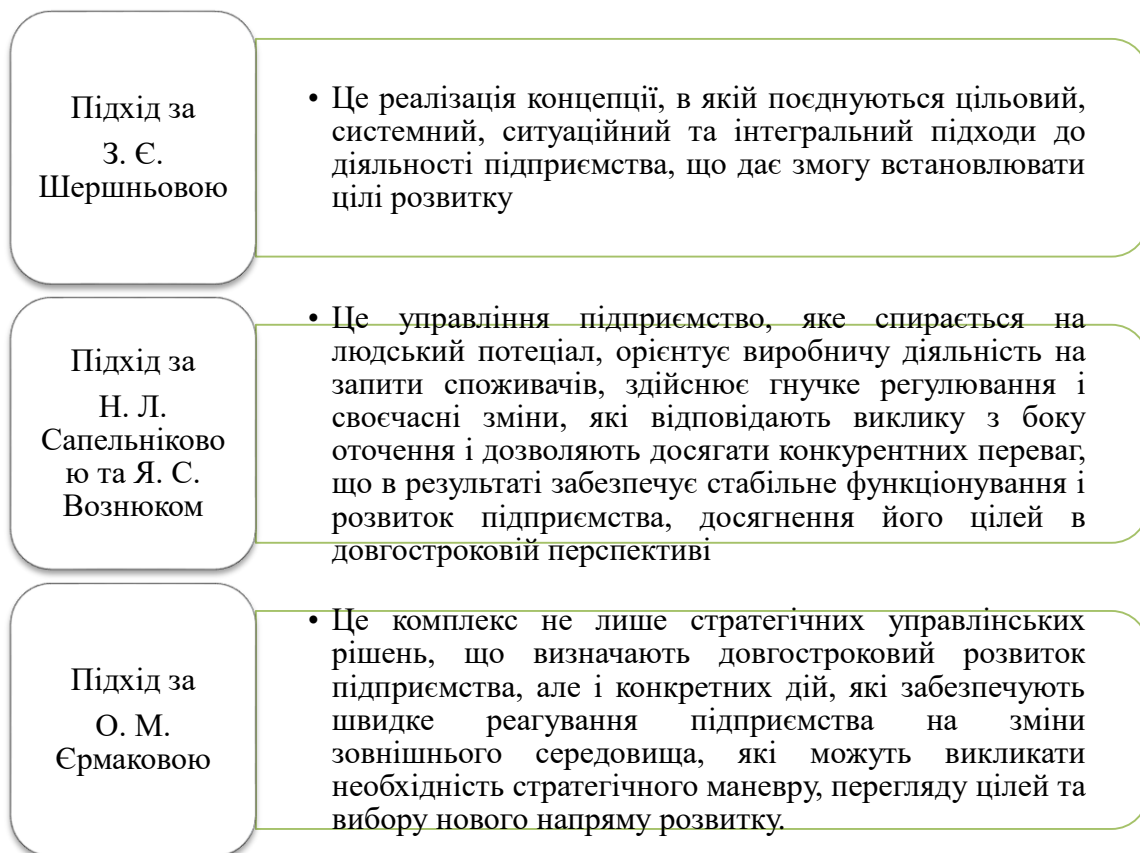 Підхід за
З. Є.
Шершньовою
• Це реалізація концепції, в якій поєднуються цільовий,
системний, ситуаційний та інтегральний підходи до
діяльності підприємства, що дає змогу встановлювати
цілі розвитку
Підхід за
Н. Л.
Сапельніково
ю та Я. С.
Вознюком
• Це управління підприємство, яке спирається на
людський потеціал, орієнтує виробничу діяльність на
запити споживачів, здійснює гнучке регулювання і
своєчасні зміни, які відповідають виклику з боку
оточення і дозволяють досягати конкурентних переваг,
що в результаті забезпечує стабільне функціонування і
розвиток підприємства, досягнення його цілей в
довгостроковій перспективі
Підхід за
О. М.
Єрмаковою
• Це комплекс не лише стратегічних управлінських
рішень, що визначають довгостроковий розвиток
підприємства, але і конкретних дій, які забезпечують
швидке реагування підприємства на зміни
зовнішнього середовища, які можуть викликати
необхідність стратегічного маневру, перегляду цілей та
вибору нового напряму розвитку.